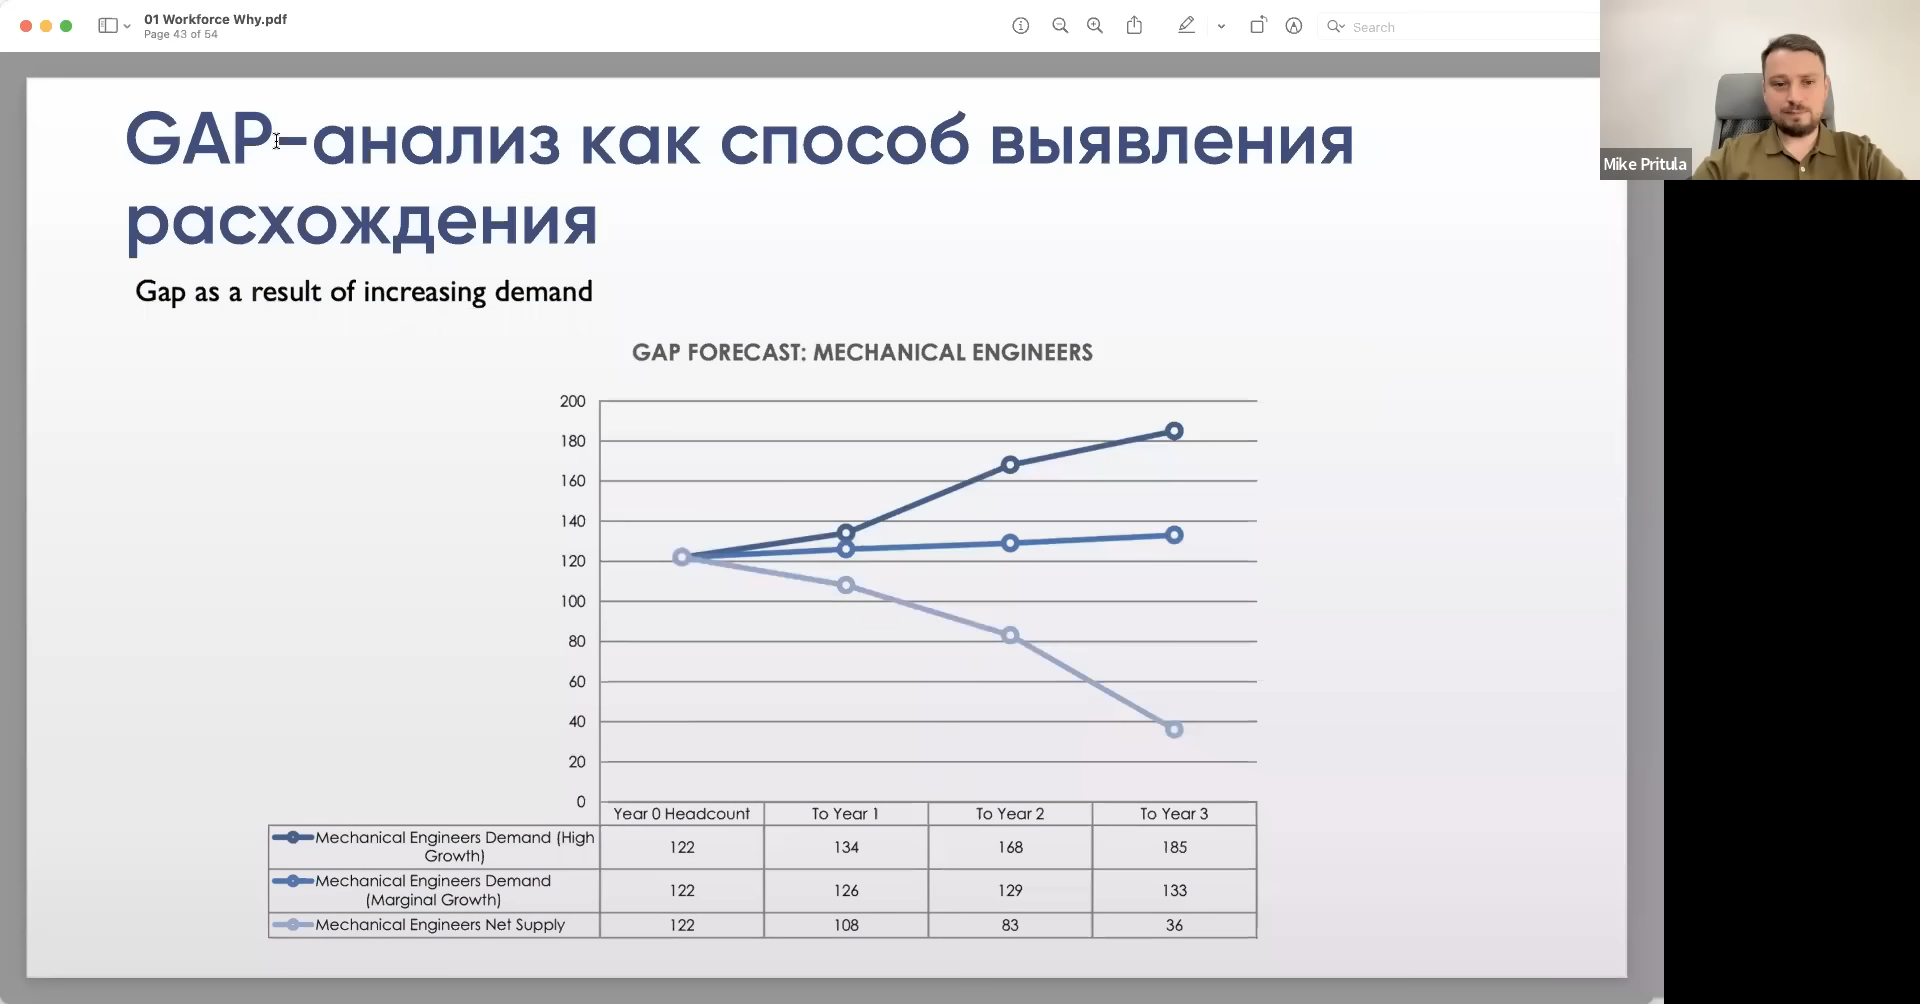 01 Workforce Why.pdf
Page 43 of 54
Search
Mike Pritula
GAP-анализ как способ выявления
расхождения
Gap as a result of increasing demand
GAP FORECAST: MECHANICAL ENGINEERS
200
180
160
140
120
100
80
60
40
20
0
Year 0 Headcount To Year 1 To Year 2 To Year 3
Mechanical Engineers Demand (High
Growth) 122 134 168 185
Mechanical Engineers Demand
(Marginal Growth) 122 126 129 133
Mechanical Engineers Net Supply 122 108 83 36